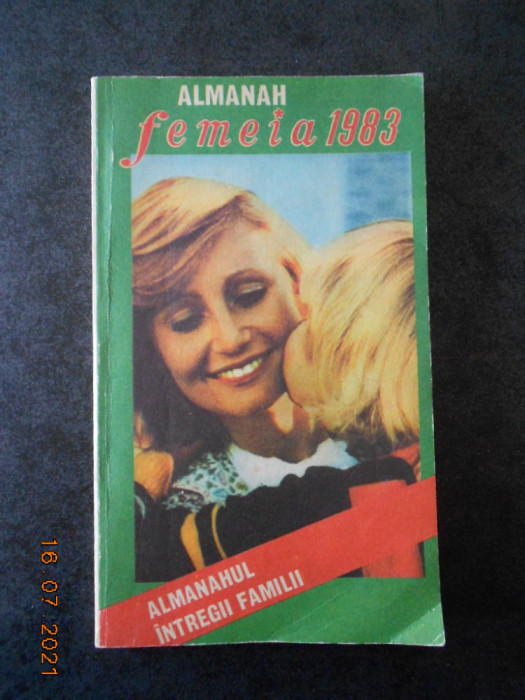 ALMANAH
femeia 1983
ALMANAHUL
ÎNTREGII FAMILII
16.07.2021